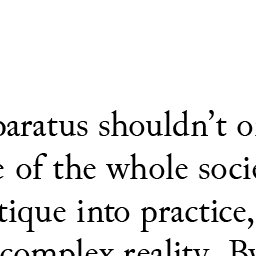 paratus shouldn't o
e of the whole socie
tique into practice,
complex reality. By